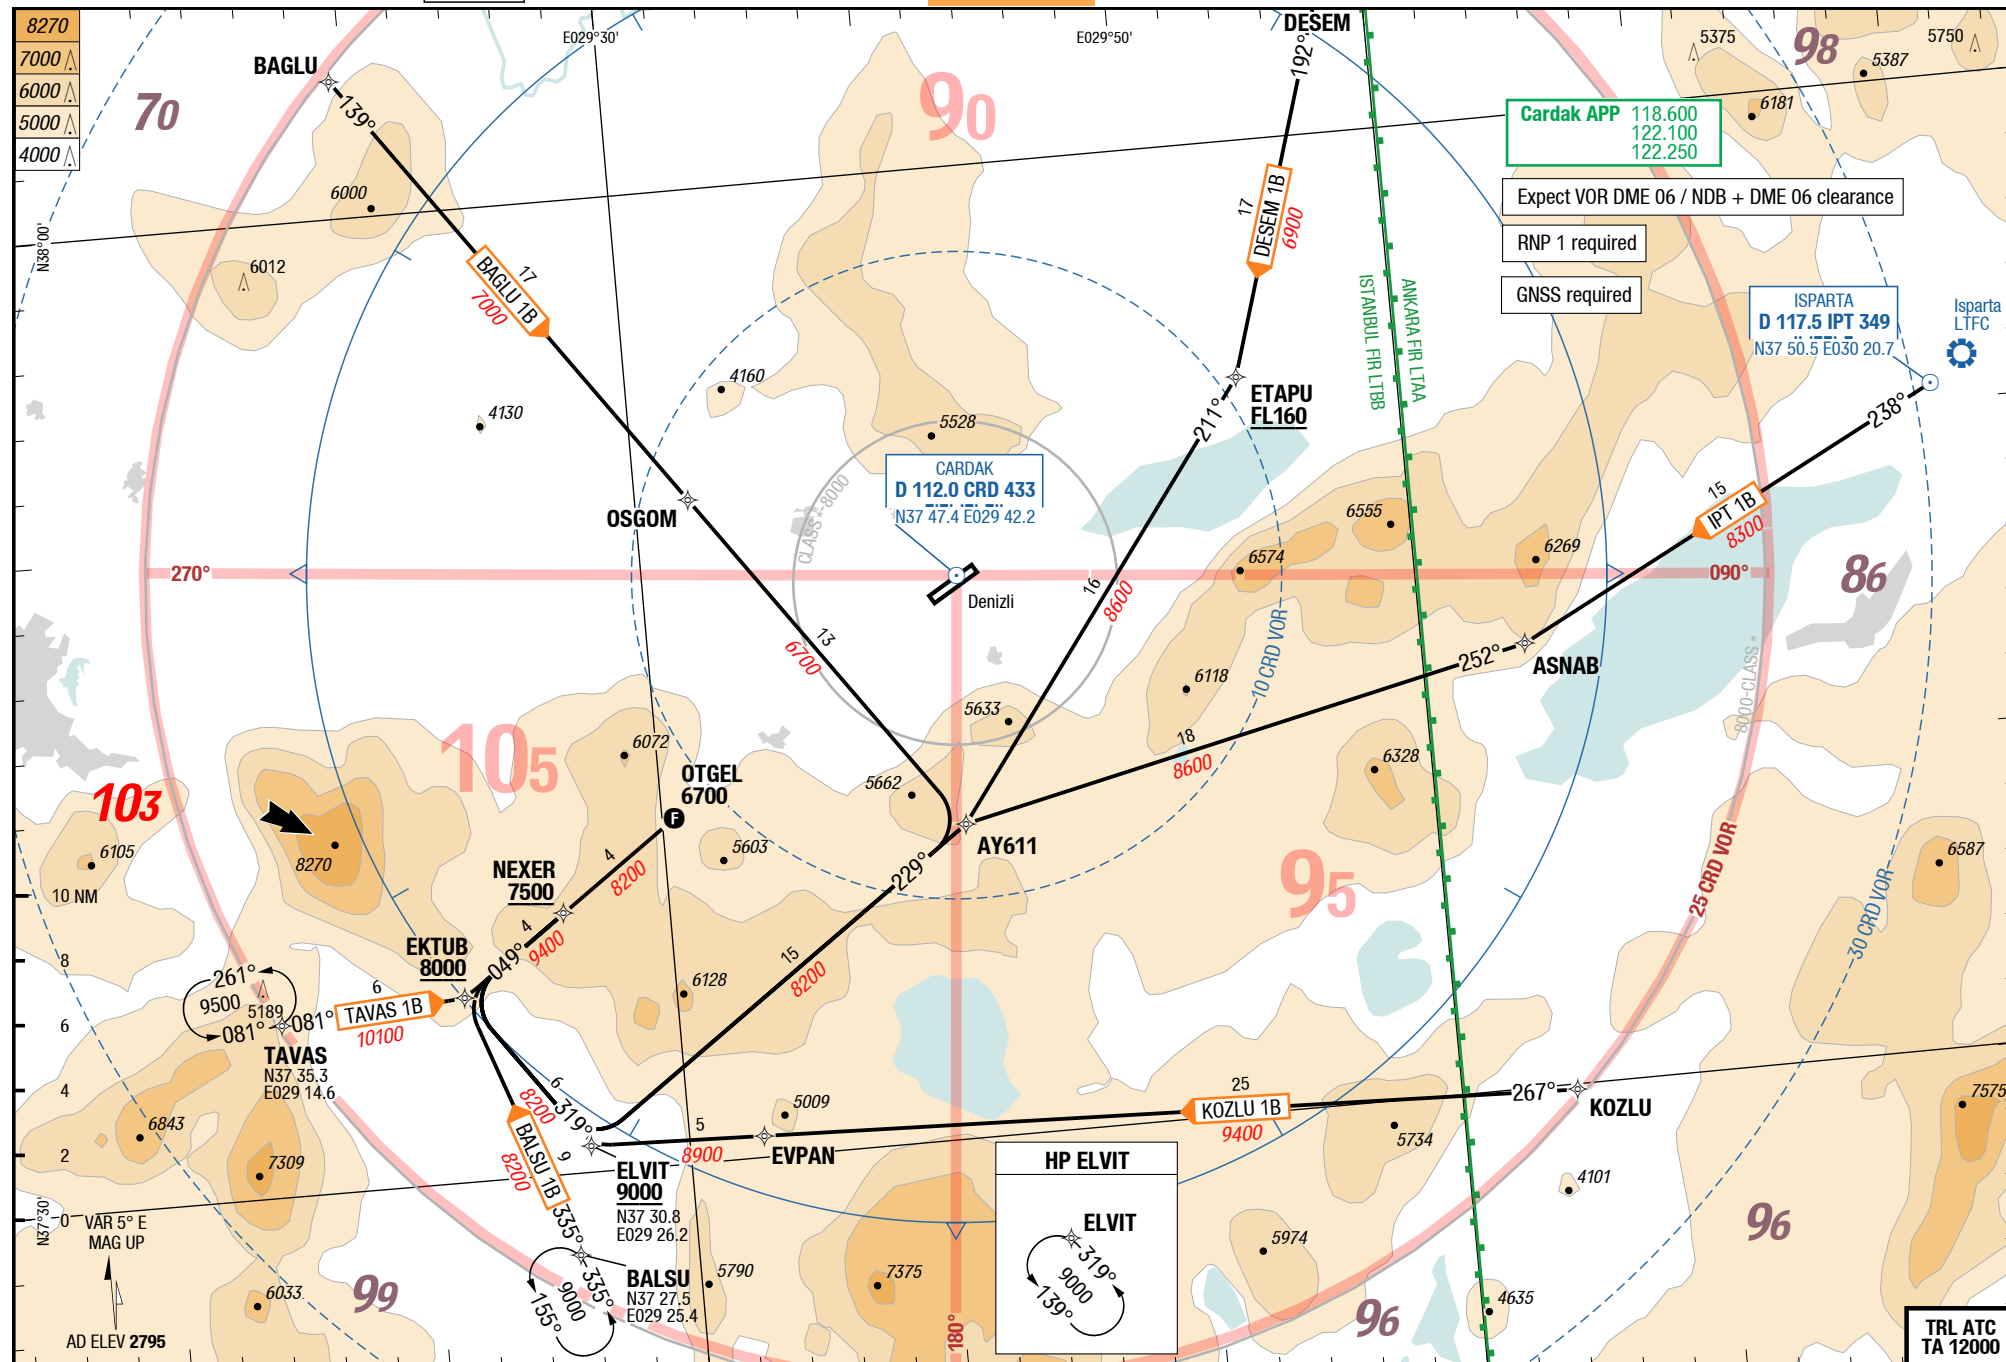 8270
7000
6000
5000
4000
E029°30'
E029°50'
DESEM
192°
BAGLU
139°
70
90
98
5375
5750
5387
6181
Cardak APP 118.600
122.100
122.250
Expect VOR DME 06 / NDB + DME 06 clearance
RNP 1 required
GNSS required
N38°00'
6000
6012
17
BAGLU 1B
7000
17
DESEM 1B
6900
ISTANBUL FIR LTBB
ANKARA FIR LTAA
ISPARTA
D 117.5 IPT 349
N37 50.5 E030 20.7
Isparta
LTFC
238°
4160
4130
5528
ETAPU
FL160
211°
CARDAK
D 112.0 CRD 433
N37 47.4 E029 42.2
CLASS *-8000
OSGOM
6555
6574
6269
15
IPT 1B
8300
270°
090°
86
Denizli
16
8600
13
6700
10 CRD VOR
252°
ASNAB
8000-CLASS *
6118
5633
18
8600
6328
105
6072
OTGEL
6700
F
5662
103
6105
8270
5603
AY611
229°
95
25 CRD VOR
6587
30 CRD VOR
NEXER
7500
4
8200
4
9400
049°
EKTUB
8000
10 NM
8
6
4
2
0
261°
9500
5189
081°
081°
6
TAVAS 1B
10100
TAVAS
N37 35.3
E029 14.6
6128
15
8200
6
8200
319°
5009
5
8900
EVPAN
25
KOZLU 1B
9400
267°
KOZLU
5734
7575
6843
7309
BALSU 1B
8200
9
ELVIT
9000
N37 30.8
E029 26.2
HP ELVIT
ELVIT
319°
9000
139°
4101
N37°30'
VAR 5° E
MAG UP
335°
335°
9000
155°
BALSU
N37 27.5
E029 25.4
5790
7375
5974
96
96
4635
99
6033
AD ELEV 2795
180°
TRL ATC
TA 12000